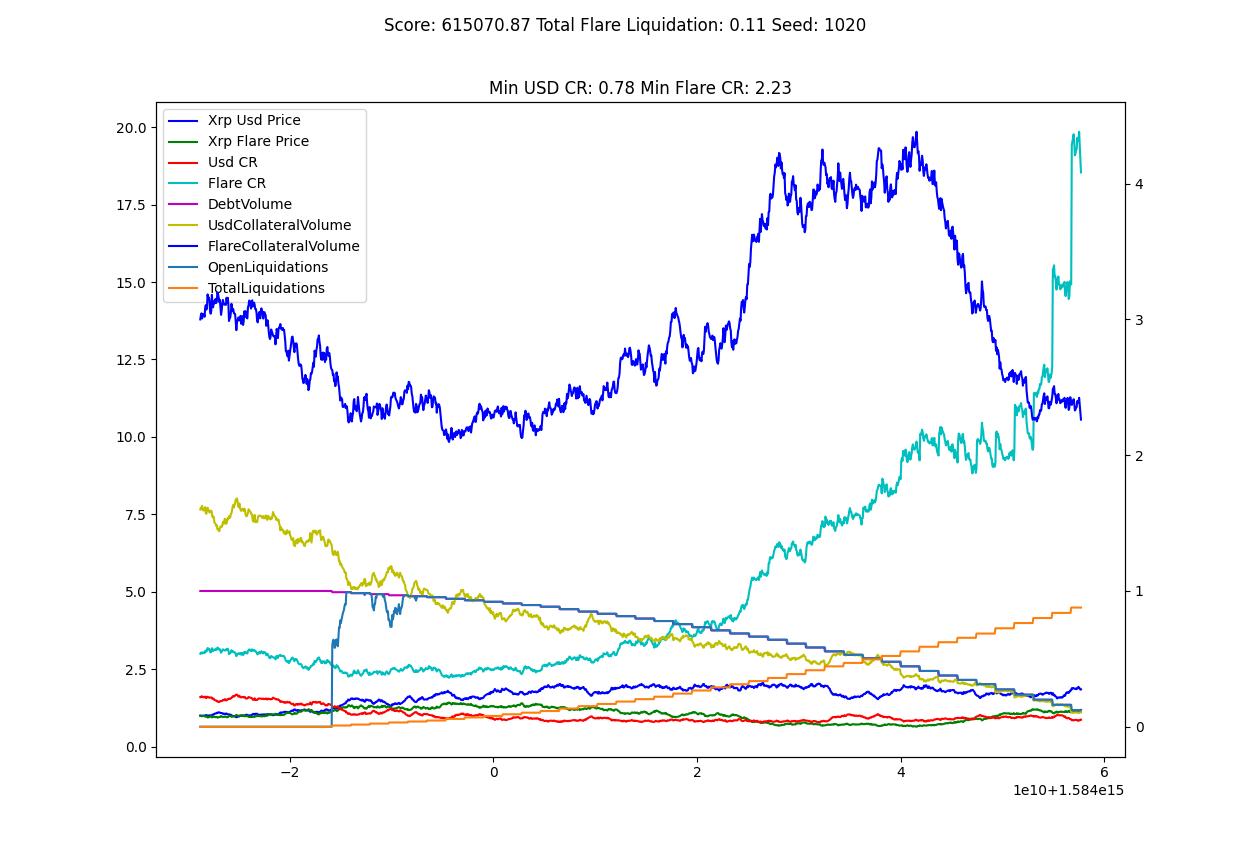 Score: 615070.87 Total Flare Liquidation: 0.11 Seed: 1020
Min USD CR: 0.78 Min Flare CR: 2.23
Xrp Usd Price
Xrp Flare Price
Usd CR
Flare CR
DebtVolume
UsdCollateralVolume
FlareCollateralVolume
OpenLiquidations
TotalLiquidations
20.0
17.5
15.0
12.5
10.0
7.5
5.0
2.5
0.0
4
3
2
1
0
−2
0
2
4
6
1e10+1.584e15